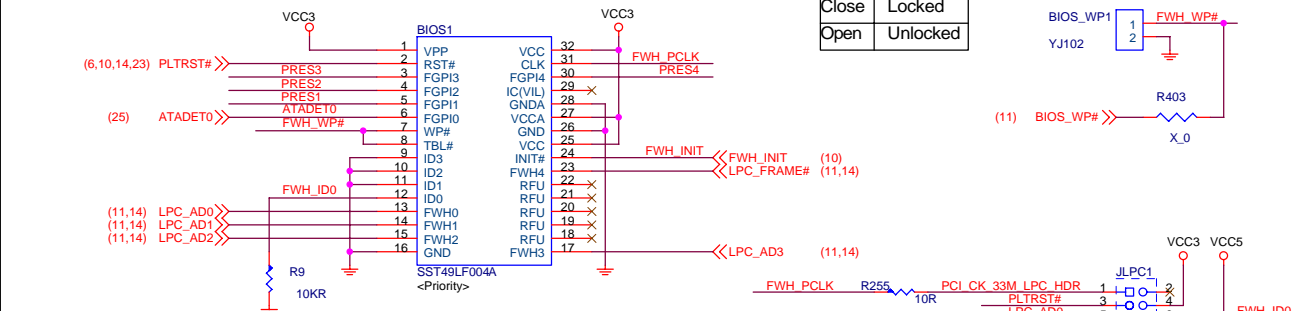 Close Locked
Open Unlocked
VCC3
VCC3
BIOS1
BIOS_WP1
1
2
FWH_WP#
YJ102
1 VPP VCC 32
(6,10,14,23) PLTRST# 2 RST# CLK 31 FWH_PCLK
PRES3 3 FGPI3 FGPI4 30 PRES4
PRES2 4 FGPI2 IC(VIL) 29
PRES1 5 FGPI1 GNDA 28
(25) ATADET0 ATADET0 6 FGPI0 VCCA 27
FWH_WP# 7 WP# GND 26
8 TBL# VCC 25
9 ID3 INIT# 24 FWH_INIT FWH_INIT (10)
10 ID2 FWH4 23 LPC_FRAME# (11,14)
11 ID1 RFU 22
FWH_ID0 12 ID0 RFU 21
(11,14) LPC_AD0 13 FWH0 RFU 20
(11,14) LPC_AD1 14 FWH1 RFU 19
(11,14) LPC_AD2 15 FWH2 RFU 18
16 GND FWH3 17 LPC_AD3 (11,14)
SST49LF004A
<Priority>
R9
10KR
R403
(11) BIOS_WP#
X_0
VCC3 VCC5
JLPC1
FWH_PCLK R255 PCI_CK_33M_LPC_HDR 1 2
10R
PLTRST# 3 4
FWH_ID0